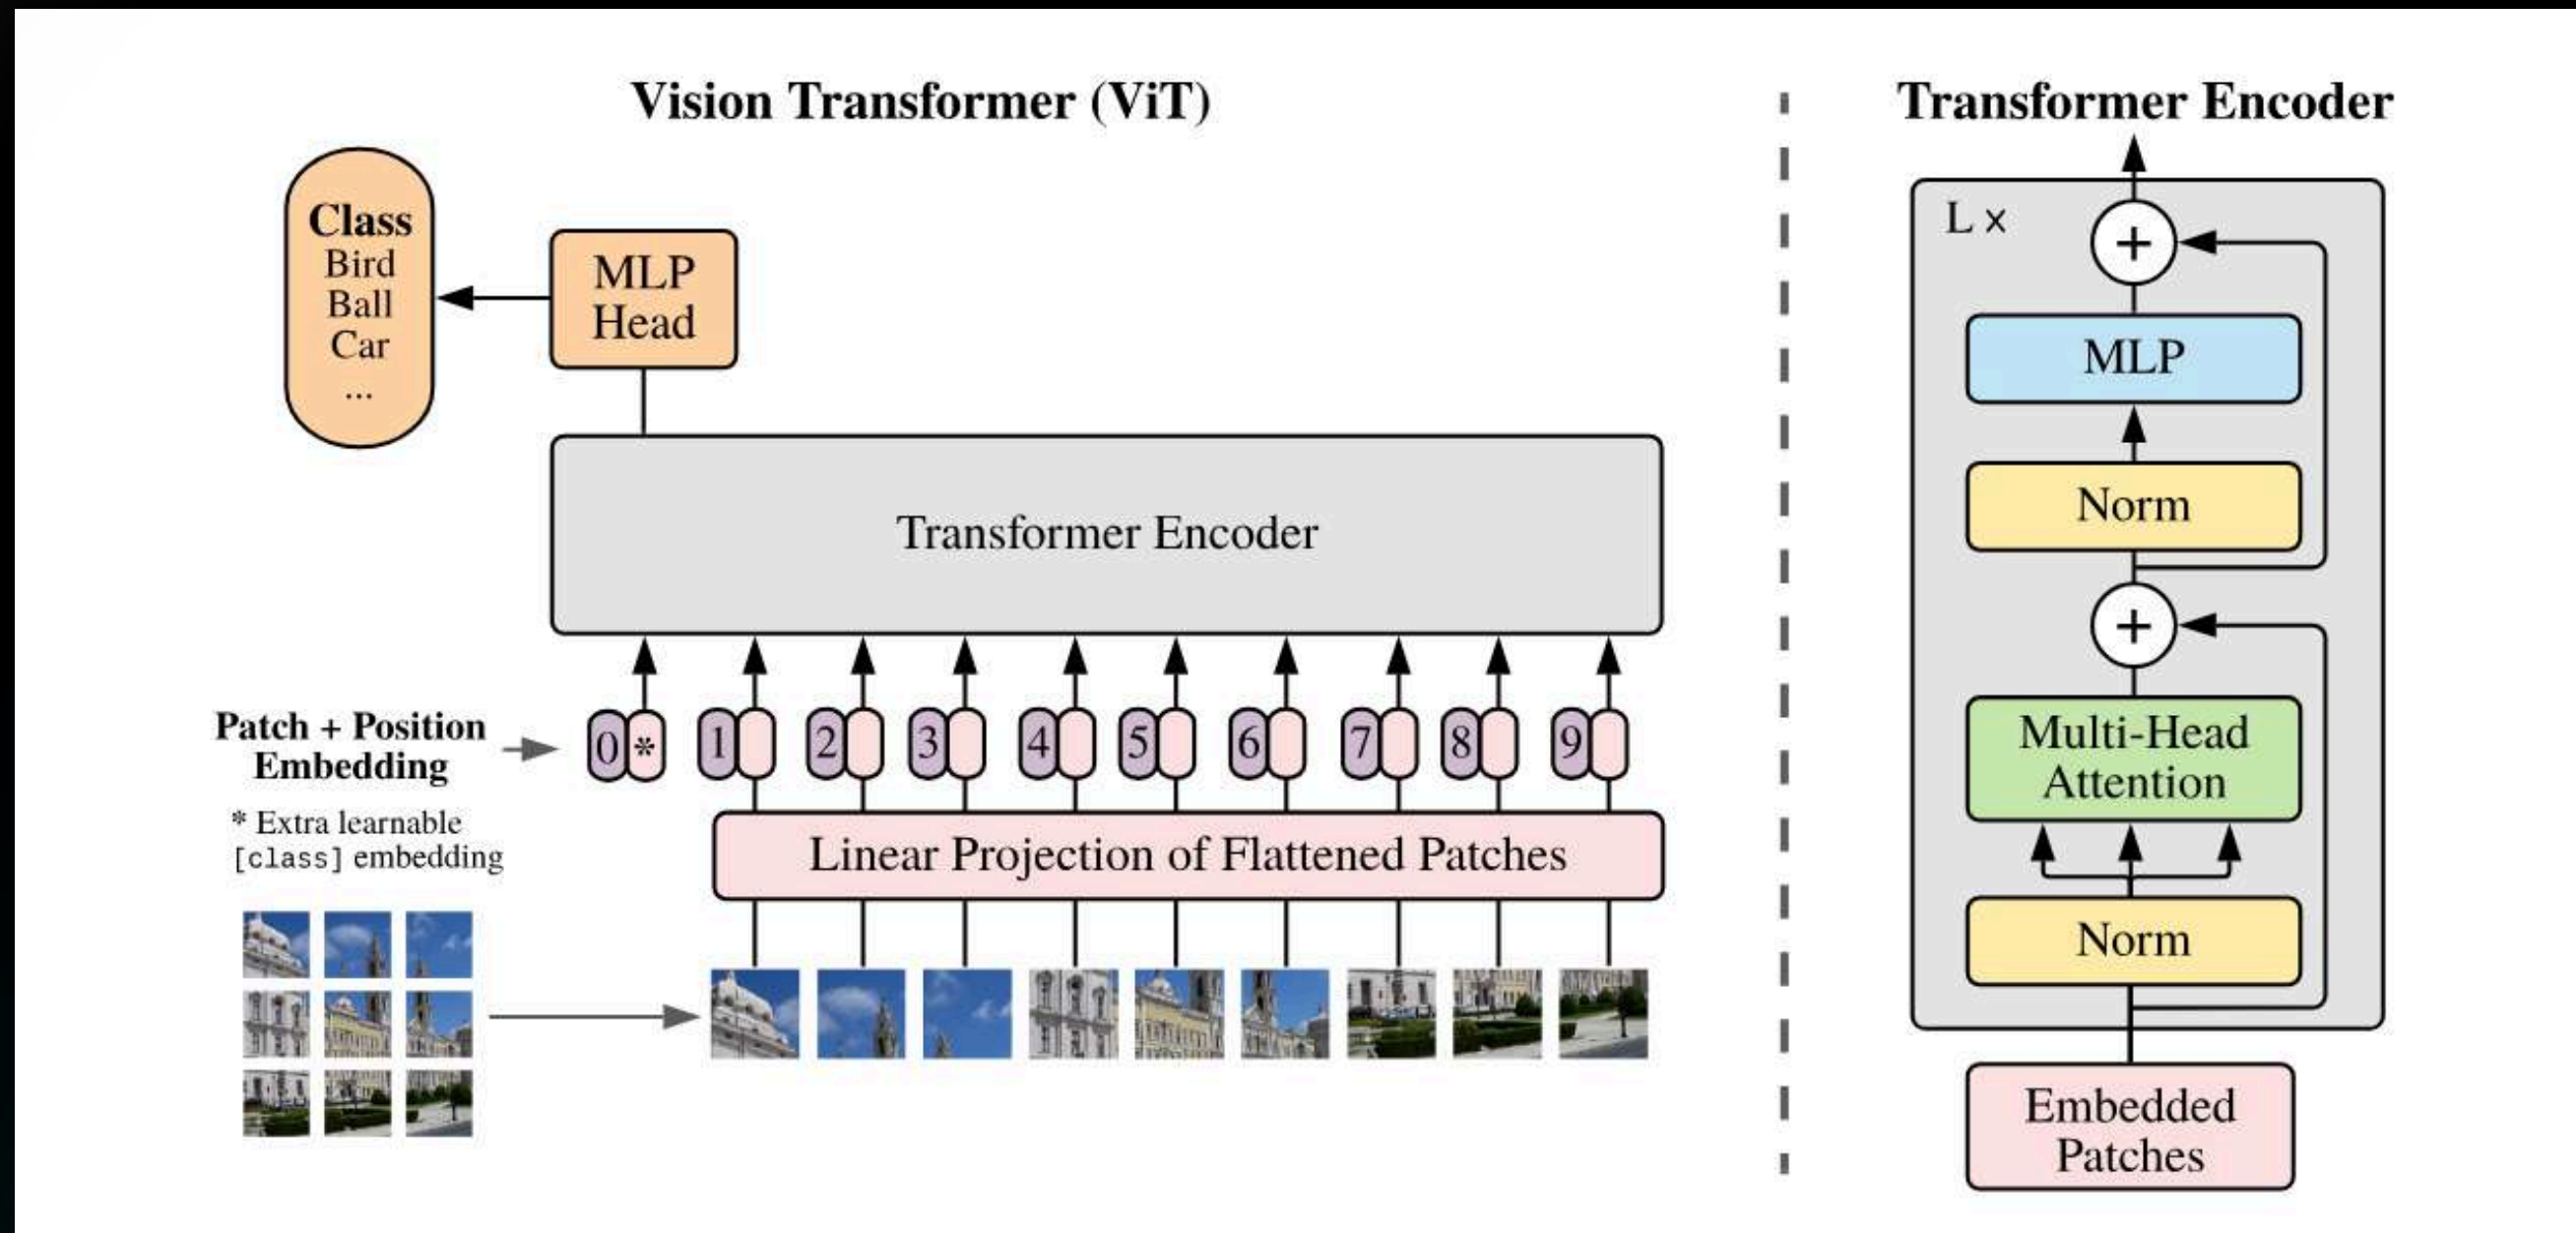 Vision Transformer (ViT)
Class
Bird
Ball
Car
...
MLP
Head
Transformer Encoder
Patch + Position
Embedding
0 * 1 2 3 4 5 6 7 8 9
* Extra learnable
[class] embedding
Linear Projection of Flattened Patches
Transformer Encoder
L ×
+
MLP
Norm
+
Multi-Head
Attention
Norm
Embedded
Patches